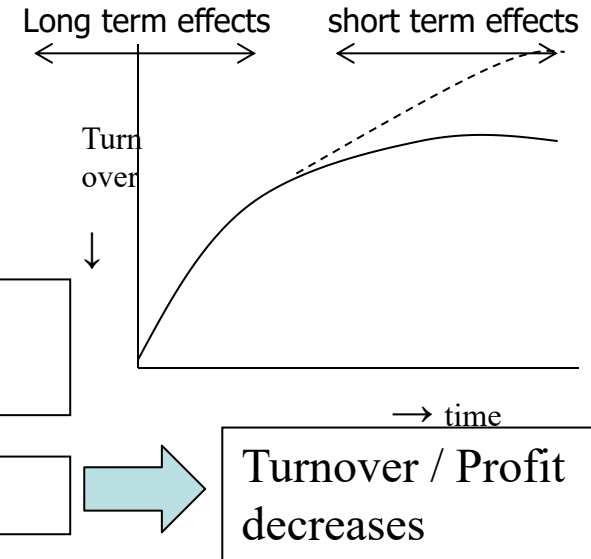 Long term effects
short term effects
Turn
over
→ time
Turnover / Profit
decreases